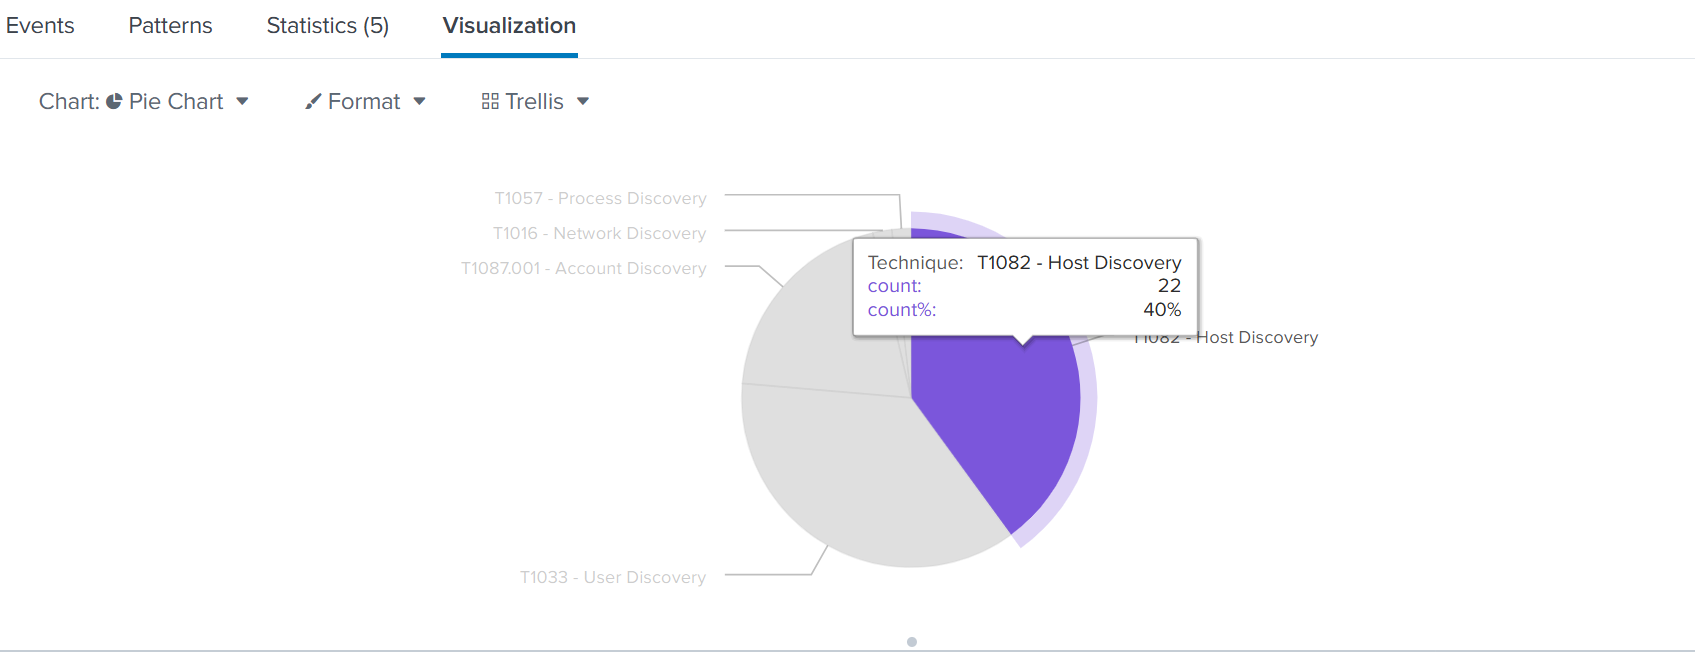 Events Patterns Statistics (5) Visualization
Chart: Pie Chart Format Trellis
T1057 - Process Discovery
T1016 - Network Discovery
T1087.001 - Account Discovery
Technique: T1082 - Host Discovery
count: 22
count%: 40%
T1082 - Host Discovery
T1033 - User Discovery